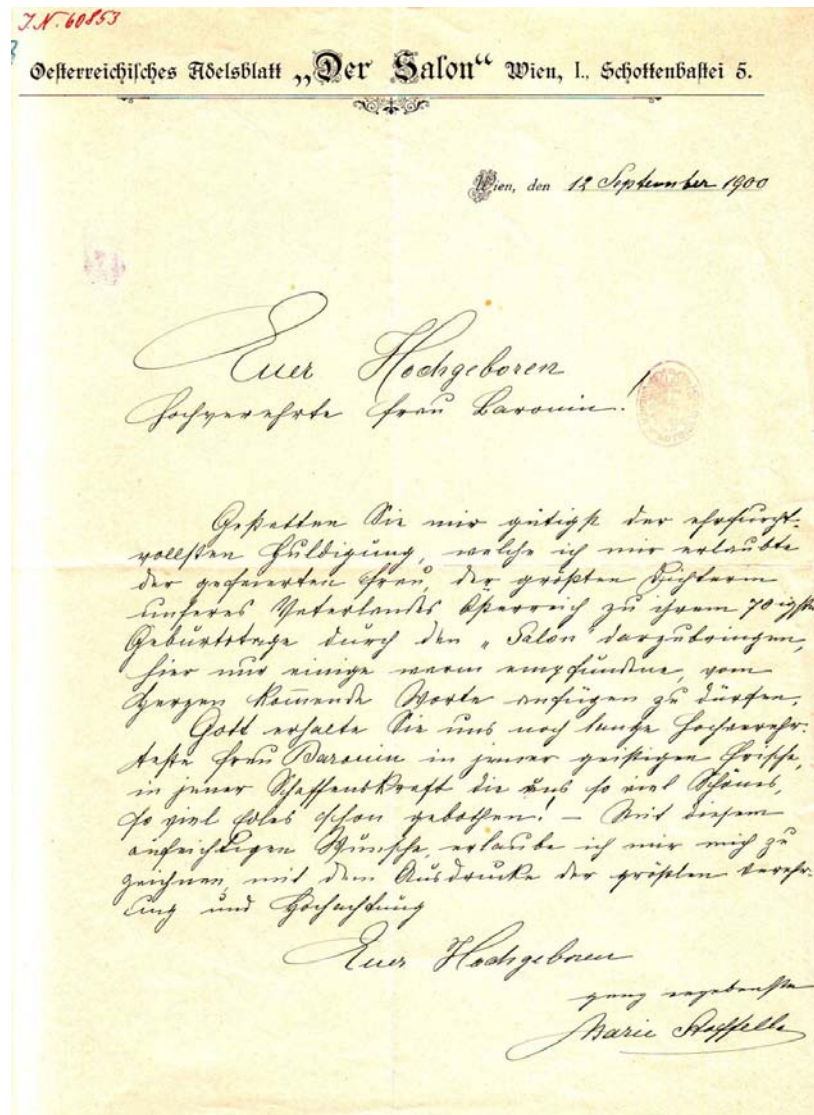 J.N. 60853
Oesterreichisches Adelsblatt „Der Salon“ Wien, I., Schottenbastei 5.
Wien, den 12 September 1900
Euer Hochgeboren
Hochverehrte Frau Baronin!
Gestatten Sie mir gütigst der ehrfurcht-
vollsten Huldigung, welche ich mir erlaubte
der gefeierten Frau, der größten Dichterin
unseres Vaterlandes Österreich zu ihrem 70igsten
Geburtstage durch den „Salon“ darzubringen,
hier nur einige warm empfundene, vom
Herzen kommende Worte anfügen zu dürfen.
Gott erhalte Sie uns noch lange hochverehr-
teste Frau Baronin in jener geistigen Frische,
in jener Schaffenskraft die uns so viel Schönes,
so viel Edles schon gebothen! – Mit diesem
aufrichtigen Wunsche, erlaube ich mir mich zu
zeichnen, mit dem Ausdrucke der größten Verehr-
ung und Hochachtung
Euer Hochgeboren
ganz ergebenste
Marie